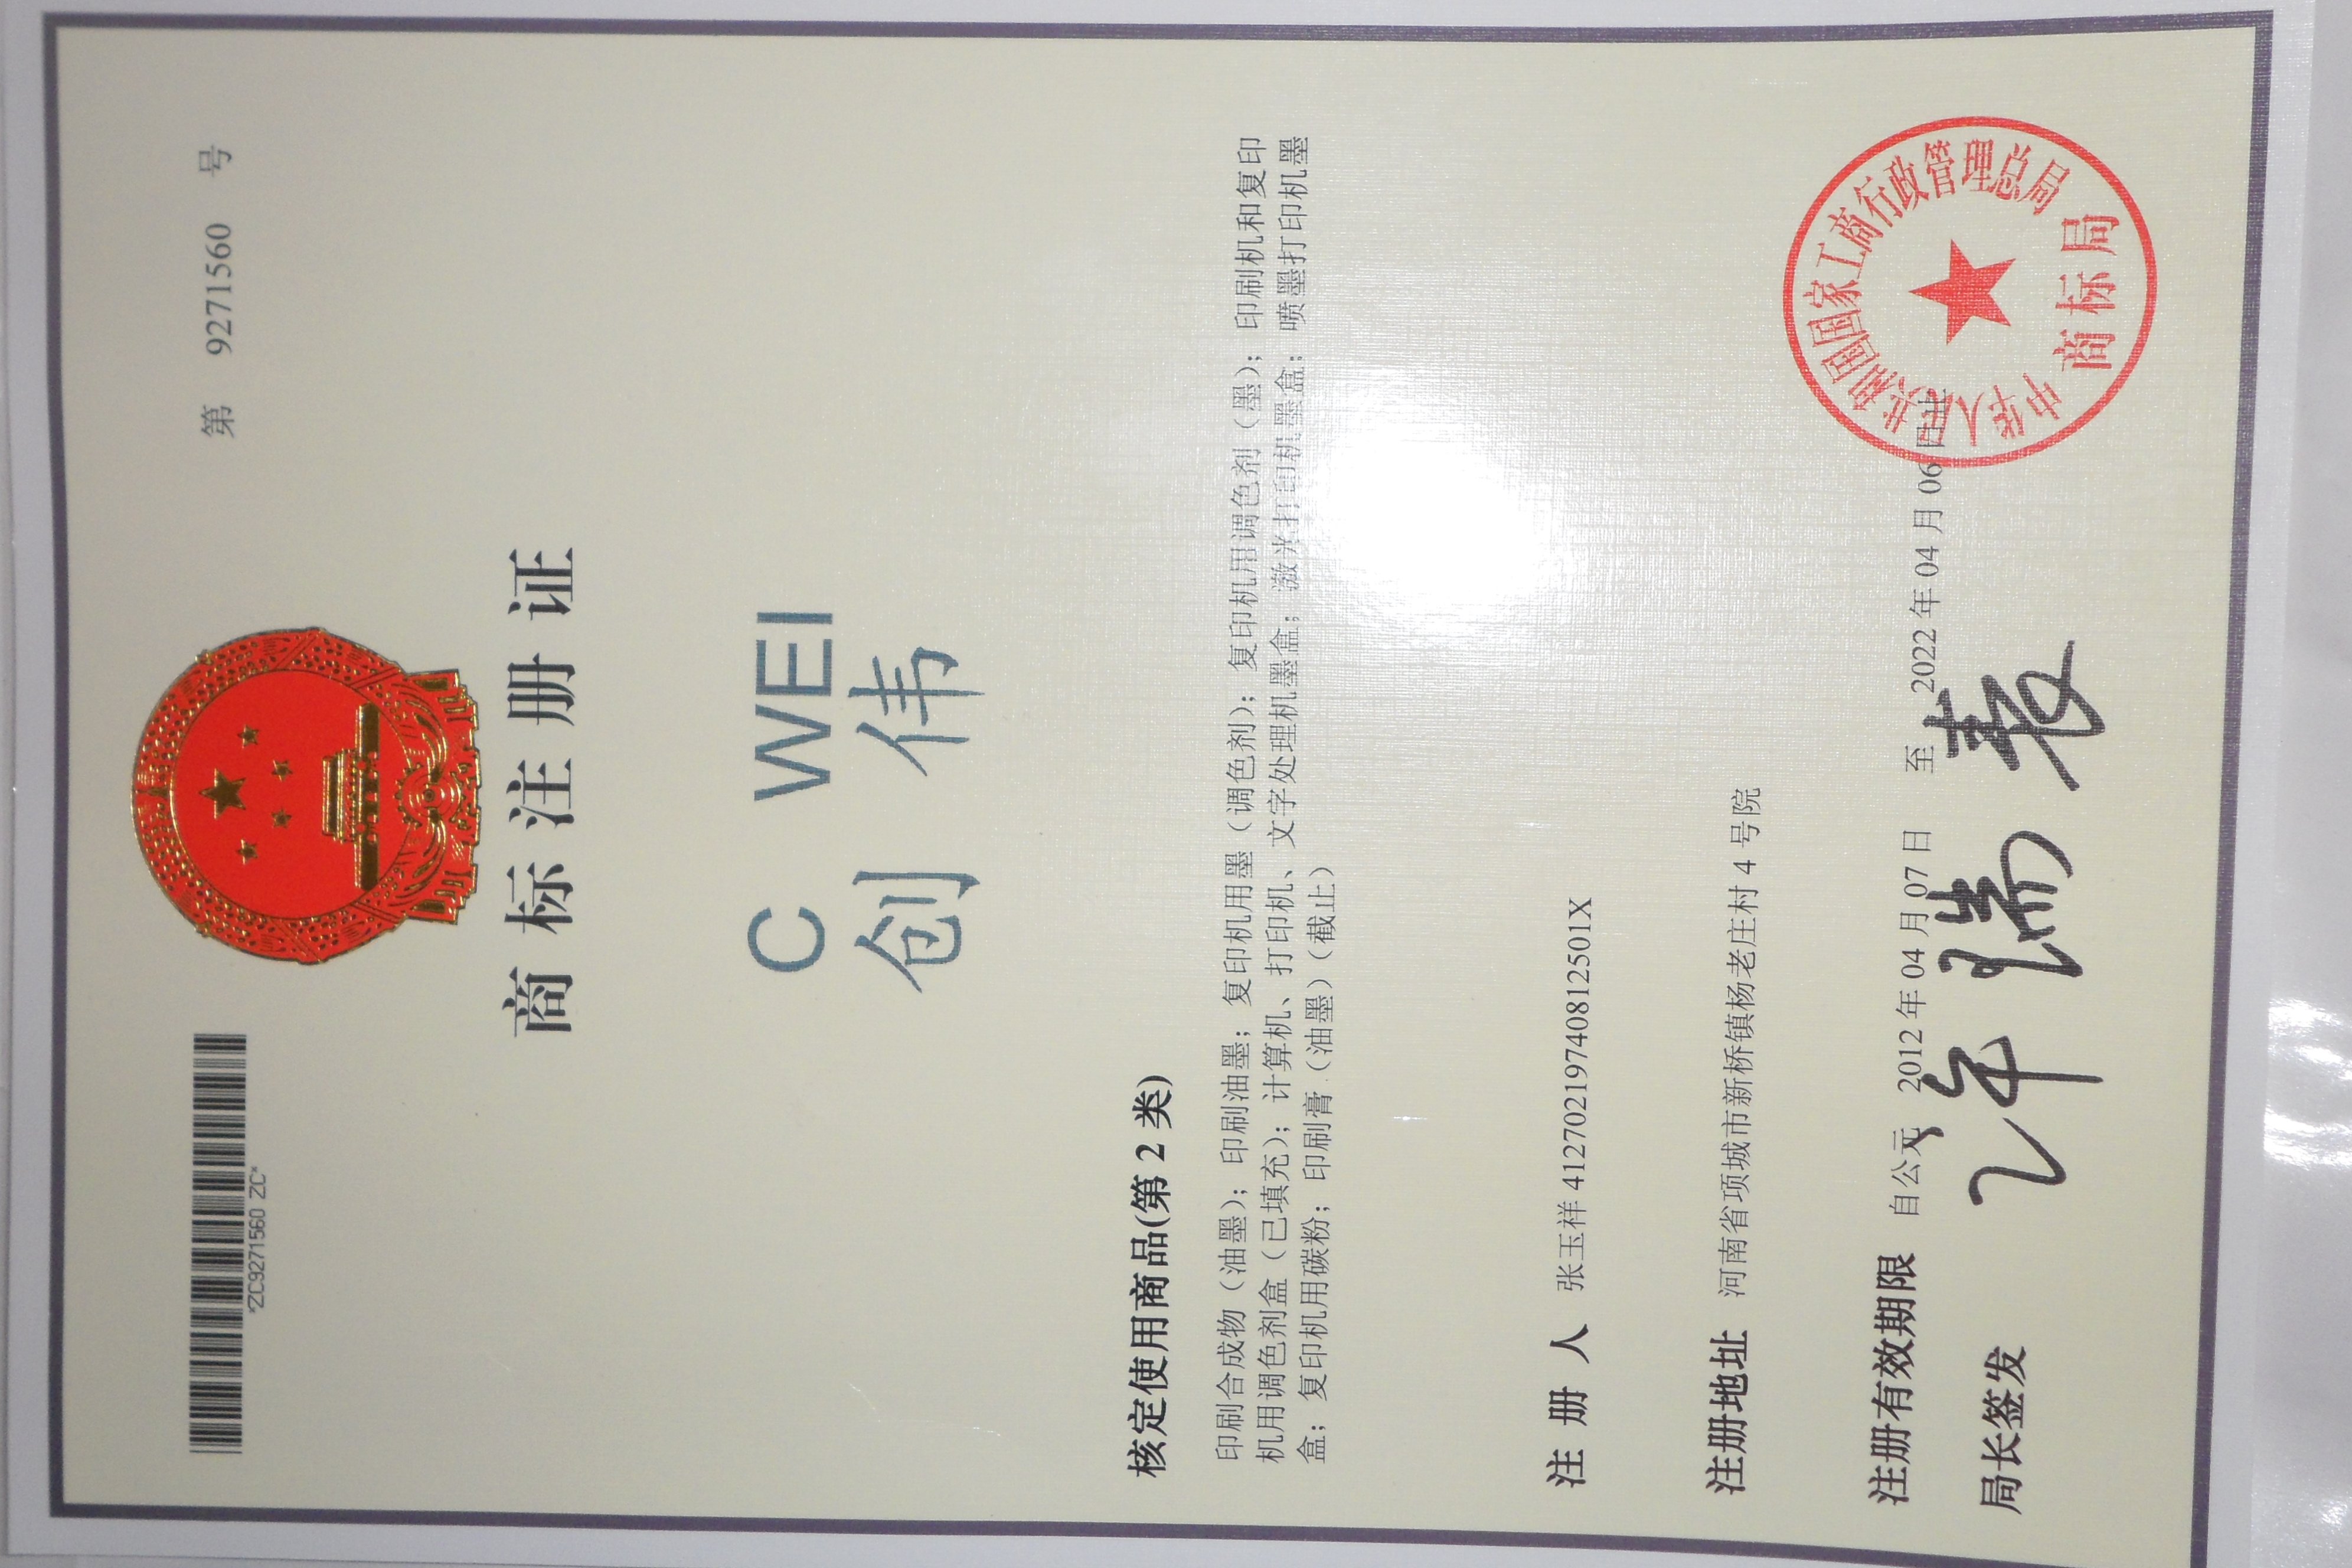 第 9271560 号
*ZC9271560 ZC*
商标注册证
C WEI
创 伟
核定使用商品(第 2 类)
印刷合成物（油墨）；印刷油墨；复印机用墨（调色剂）；复印机用调色剂（墨）；印刷机和复印
机用调色剂盒（已填充）；计算机、打印机、文字处理机墨盒；激光打印机墨盒；喷墨打印机墨
盒；复印机用碳粉；印刷膏（油墨）（截止）
注 册 人 张玉祥 41270219740812501X
注册地址 河南省项城市新桥镇杨老庄村 4 号院
注册有效期限 自公元 2012 年 04 月 07 日 至 2022 年 04 月 06 日止
局长签发 许瑞表
中华人民共和国国家工商行政管理总局
商标局